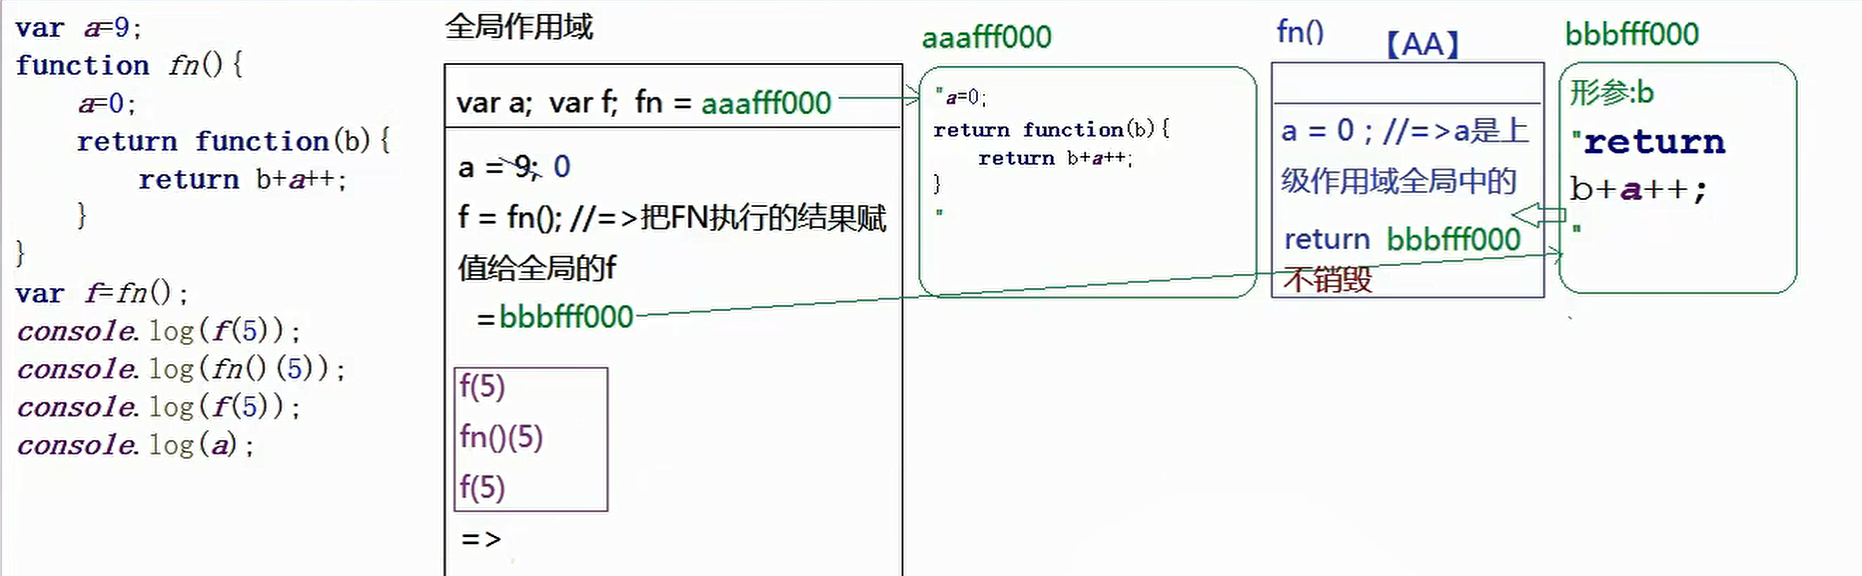 var a=9;
function fn(){
a=0;
return function(b){
return b+a++;
}
}
var f=fn();
console.log(f(5));
console.log(fn()(5));
console.log(f(5));
console.log(a);
全局作用域
var a; var f; fn = aaafff000
a = 9; 0
f = fn(); //=>把FN执行的结果赋
值给全局的f
=bbbfff000
f(5)
fn()(5)
f(5)
=>
aaafff000
"a=0;
return function(b){
return b+a++;
}
"
fn() 【AA】
a = 0 ; //=>a是上
级作用域全局中的
return bbbfff000
不销毁
bbbfff000
形参:b
"return
b+a++;
"